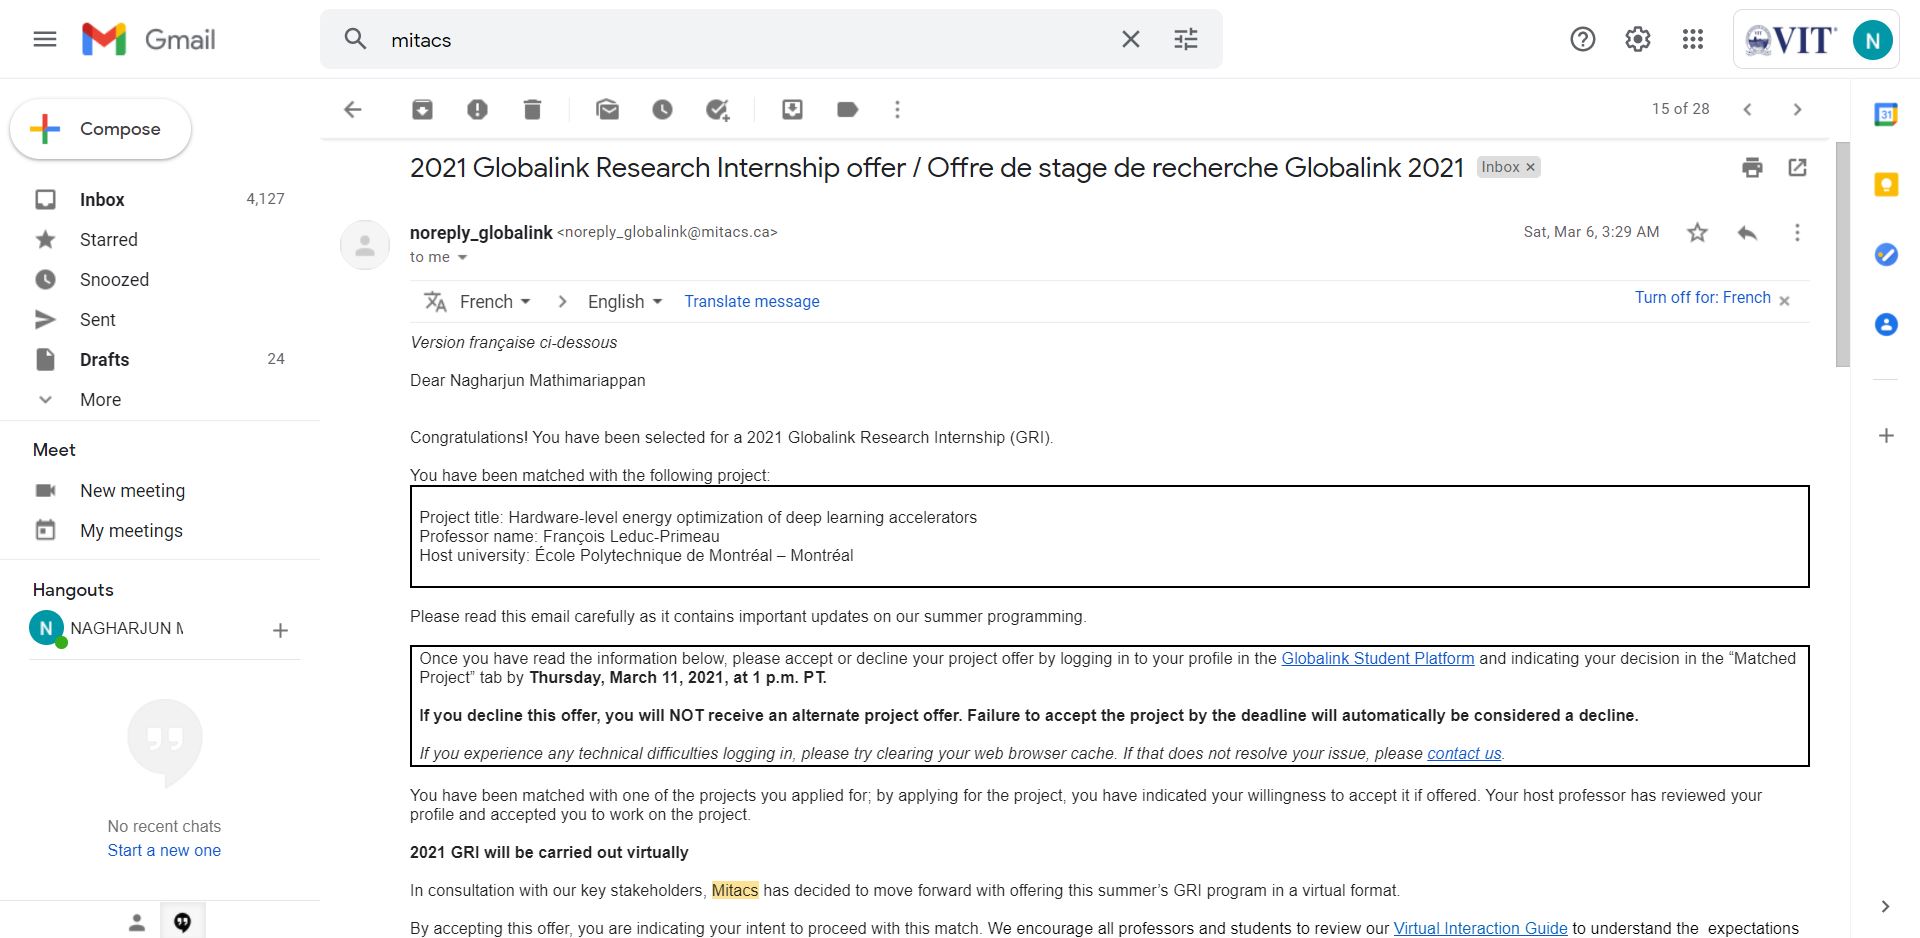 Gmail
mitacs
VIT
N
Compose
15 of 28
31
Inbox 4,127
Starred
Snoozed
Sent
Drafts 24
More
Meet
New meeting
My meetings
Hangouts
N NAGHARJUN M
No recent chats
Start a new one
2021 Globalink Research Internship offer / Offre de stage de recherche Globalink 2021 Inbox ×
noreply_globalink <noreply_globalink@mitacs.ca> Sat, Mar 6, 3:29 AM
to me
French > English Translate message Turn off for: French ×
Version française ci-dessous
Dear Nagharjun Mathimariappan
Congratulations! You have been selected for a 2021 Globalink Research Internship (GRI).
You have been matched with the following project:
Project title: Hardware-level energy optimization of deep learning accelerators
Professor name: François Leduc-Primeau
Host university: École Polytechnique de Montréal – Montréal
Please read this email carefully as it contains important updates on our summer programming.
Once you have read the information below, please accept or decline your project offer by logging in to your profile in the Globalink Student Platform and indicating your decision in the “Matched
Project” tab by Thursday, March 11, 2021, at 1 p.m. PT.
If you decline this offer, you will NOT receive an alternate project offer. Failure to accept the project by the deadline will automatically be considered a decline.
If you experience any technical difficulties logging in, please try clearing your web browser cache. If that does not resolve your issue, please contact us.
You have been matched with one of the projects you applied for; by applying for the project, you have indicated your willingness to accept it if offered. Your host professor has reviewed your
profile and accepted you to work on the project.
2021 GRI will be carried out virtually
In consultation with our key stakeholders, Mitacs has decided to move forward with offering this summer’s GRI program in a virtual format.
By accepting this offer, you are indicating your intent to proceed with this match. We encourage all professors and students to review our Virtual Interaction Guide to understand the expectations